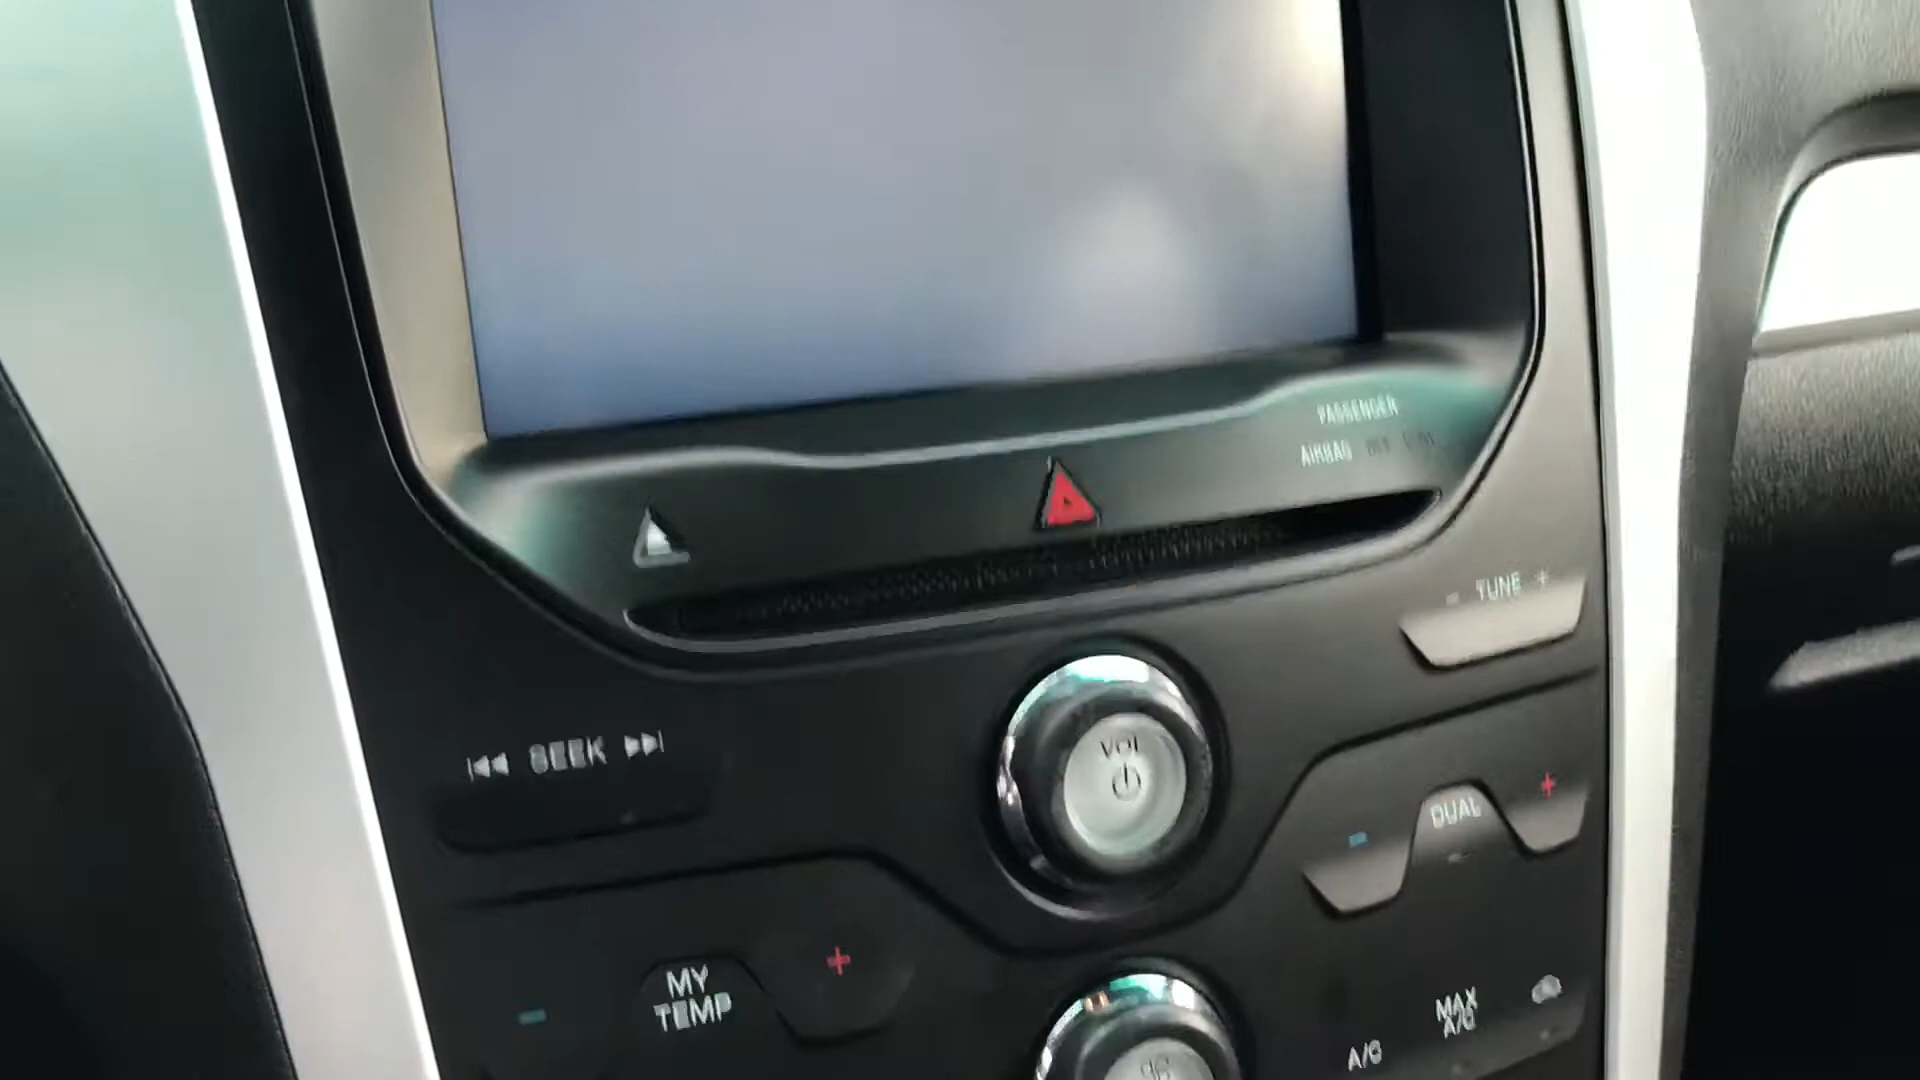 PASSENGER
AIRBAG
- TUNE +
SEEK
VOL
DUAL
- +
MY
TEMP
- +
MAX
A/C
A/C